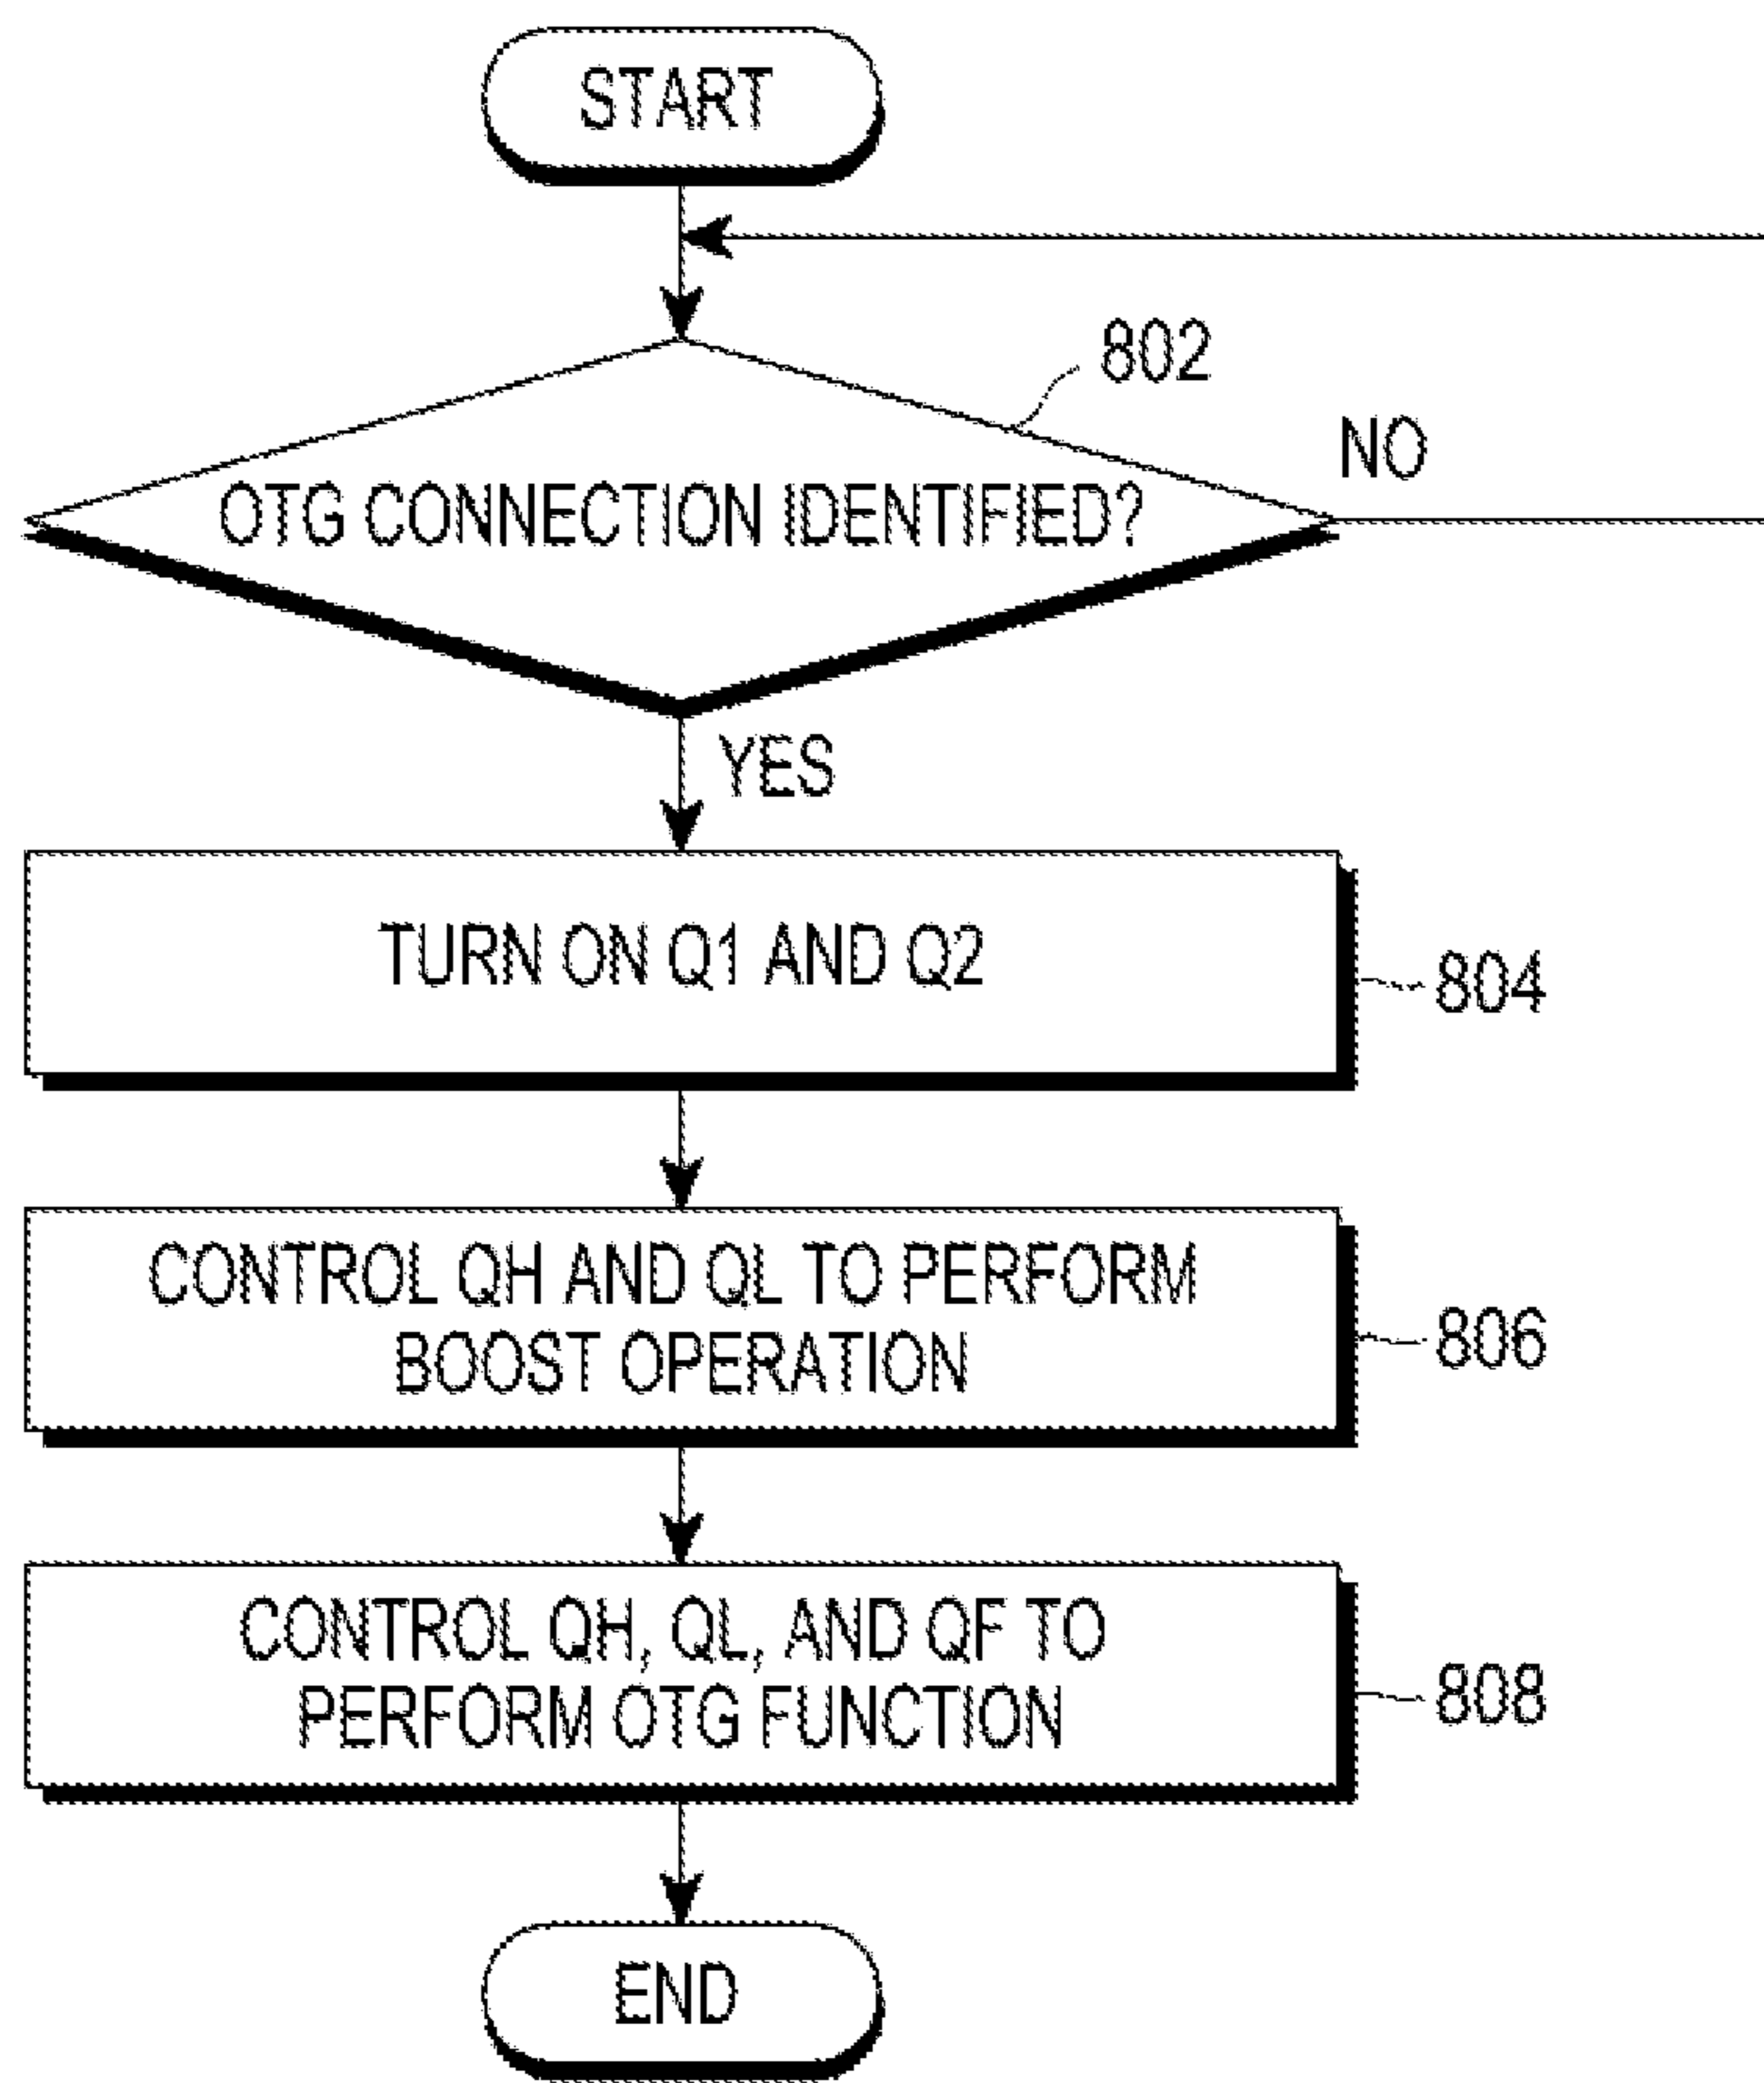 START
802
NO
OTG CONNECTION IDENTIFIED?
YES
TURN ON Q1 AND Q2
804
CONTROL QH AND QL TO PERFORM
BOOST OPERATION
806
CONTROL QH, QL, AND QF TO
PERFORM OTG FUNCTION
808
END